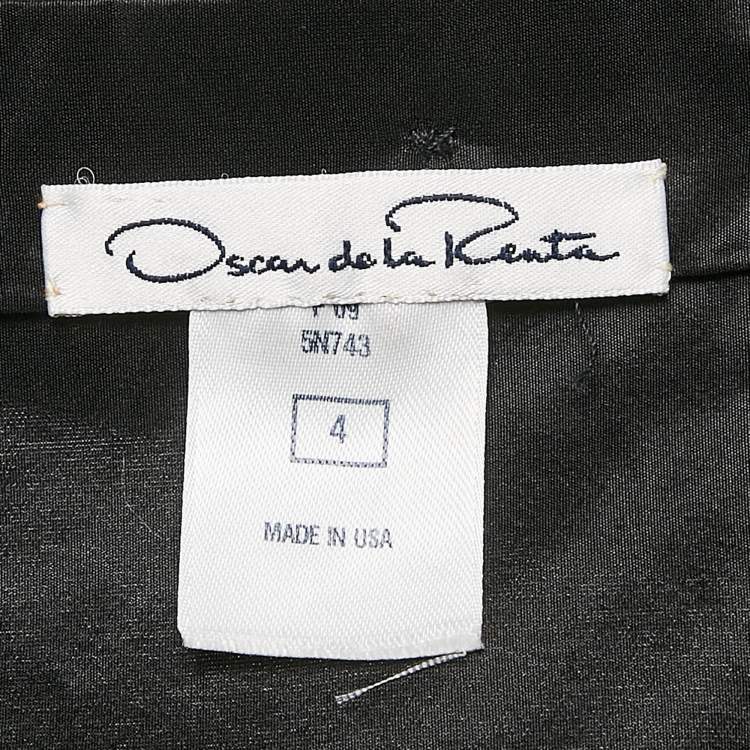 Oscar de la Renta
5N743
4
MADE IN USA